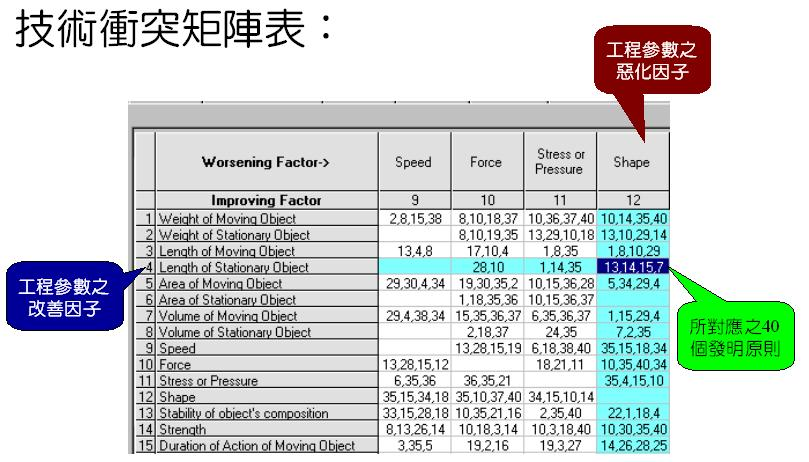 技術衝突矩陣表：
工程參數之
惡化因子
Worsening Factor-> Speed Force Stress or Pressure Shape
Improving Factor 9 10 11 12
1 Weight of Moving Object 2,8,15,38 8,10,18,37 10,36,37,40 10,14,35,40
2 Weight of Stationary Object 8,10,19,35 13,29,10,18 13,10,29,14
3 Length of Moving Object 13,4,8 17,10,4 1,8,35 1,8,10,29
4 Length of Stationary Object 28,10 1,14,35 13,14,15,7
5 Area of Moving Object 29,30,4,34 19,30,35,2 10,15,36,28 5,34,29,4
6 Area of Stationary Object 1,18,35,36 10,15,36,37
7 Volume of Moving Object 29,4,38,34 15,35,36,37 6,35,36,37 1,15,29,4
8 Volume of Stationary Object 2,18,37 24,35 7,2,35
9 Speed 13,28,15,19 6,18,38,40 35,15,18,34
10 Force 13,28,15,12 18,21,11 10,35,40,34
11 Stress or Pressure 6,35,36 36,35,21 35,4,15,10
12 Shape 35,15,34,18 35,10,37,40 34,15,10,14
13 Stability of object's composition 33,15,28,18 10,35,21,16 2,35,40 22,1,18,4
14 Strength 8,13,26,14 10,18,3,14 10,3,18,40 10,30,35,40
15 Duration of Action of Moving Object 3,35,5 19,2,16 19,3,27 14,26,28,25
工程參數之
改善因子
所對應之40
個發明原則